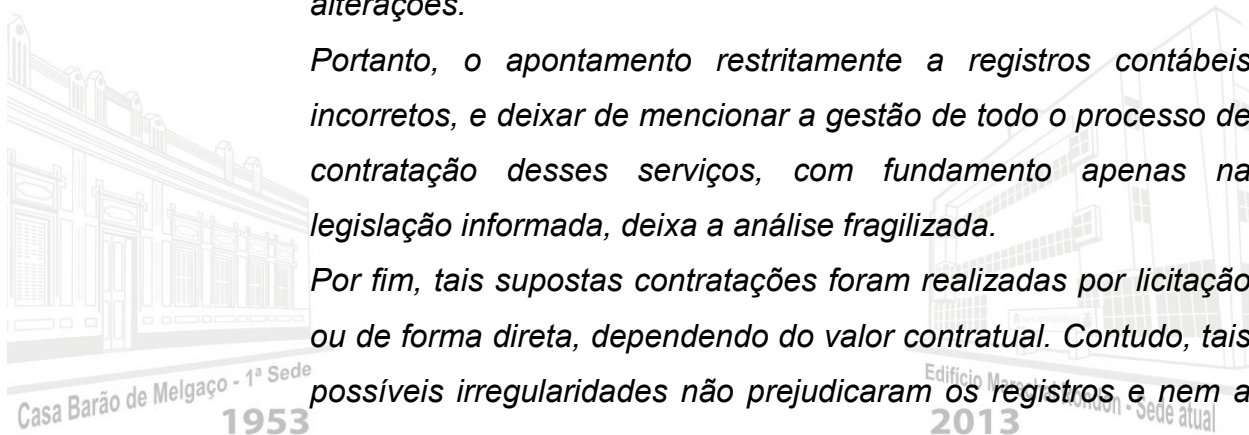 alterações.
Portanto, o apontamento restritamente a registros contábeis
incorretos, e deixar de mencionar a gestão de todo o processo de
contratação desses serviços, com fundamento apenas na
legislação informada, deixa a análise fragilizada.
Por fim, tais supostas contratações foram realizadas por licitação
ou de forma direta, dependendo do valor contratual. Contudo, tais
possíveis irregularidades não prejudicaram os registros e nem a
Casa Barão de Melgaço - 1ª Sede
1953
Edifício - Sede atual
2013